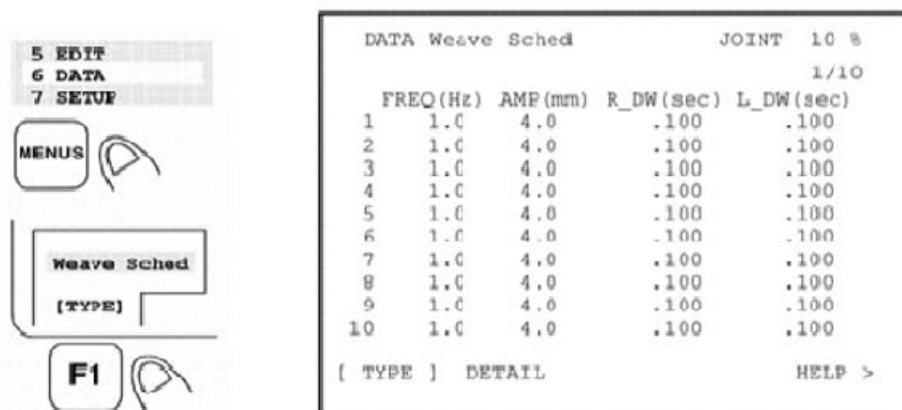 5 EDIT
6 DATA
7 SETUP
MENUS
Weave Sched
[TYPE]
F1
DATA Weave Sched JOINT 10 %
1/10
FREQ(Hz) AMP(mm) R_DW(sec) L_DW(sec)
1 1.0 4.0 .100 .100
2 1.0 4.0 .100 .100
3 1.0 4.0 .100 .100
4 1.0 4.0 .100 .100
5 1.0 4.0 .100 .100
6 1.0 4.0 .100 .100
7 1.0 4.0 .100 .100
8 1.0 4.0 .100 .100
9 1.0 4.0 .100 .100
10 1.0 4.0 .100 .100
[ TYPE ] DETAIL HELP >